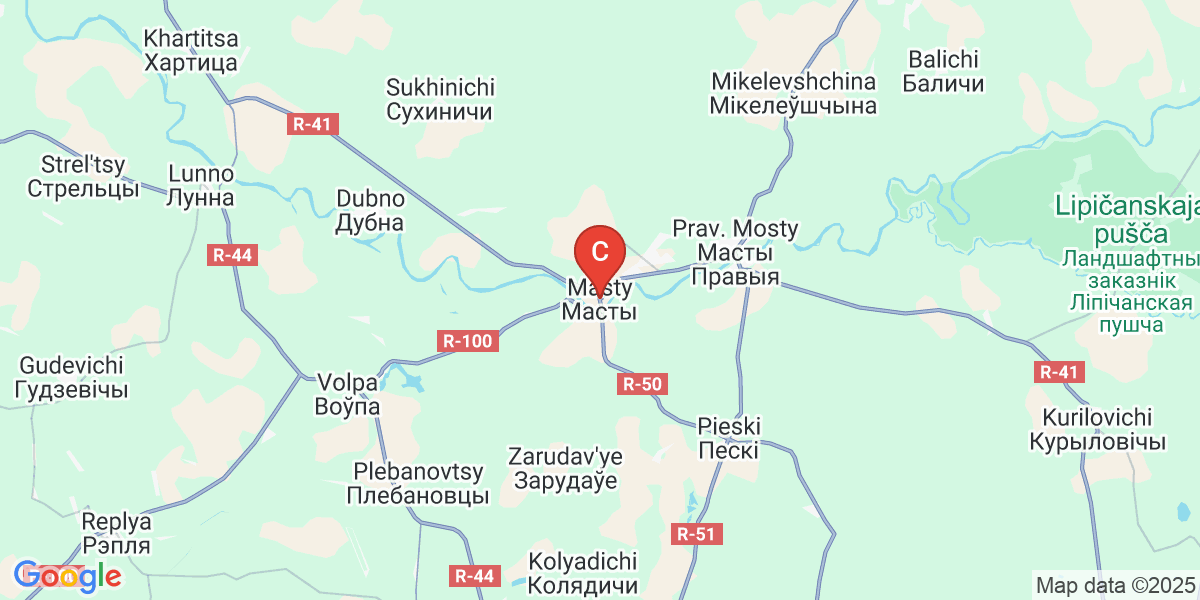 Khartitsa
Хартица
Sukhinichi
Сухиничи
Mikelevshchina
Мікелеўшчына
Balichi
Баличи
R-41
Strel'tsy
Стрельцы
Lunno
Лунна
Dubno
Дубна
Prav. Mosty
Масты
Правыя
Lipičanskaja
pušča
Ландшафтны
заказнік
Ліпічанская
пушча
R-44
C
Masty
Масты
R-100
Gudevichi
Гудзевічы
Volpa
Воўпа
R-50
R-41
Kurilovichi
Курыловічы
Pieski
Пескі
Plebanovtsy
Плебановцы
Zarudav'ye
Зарудаўе
Replya
Рэпля
R-51
Kolyadichi
Колядичи
R-44
Google
Map data ©2025